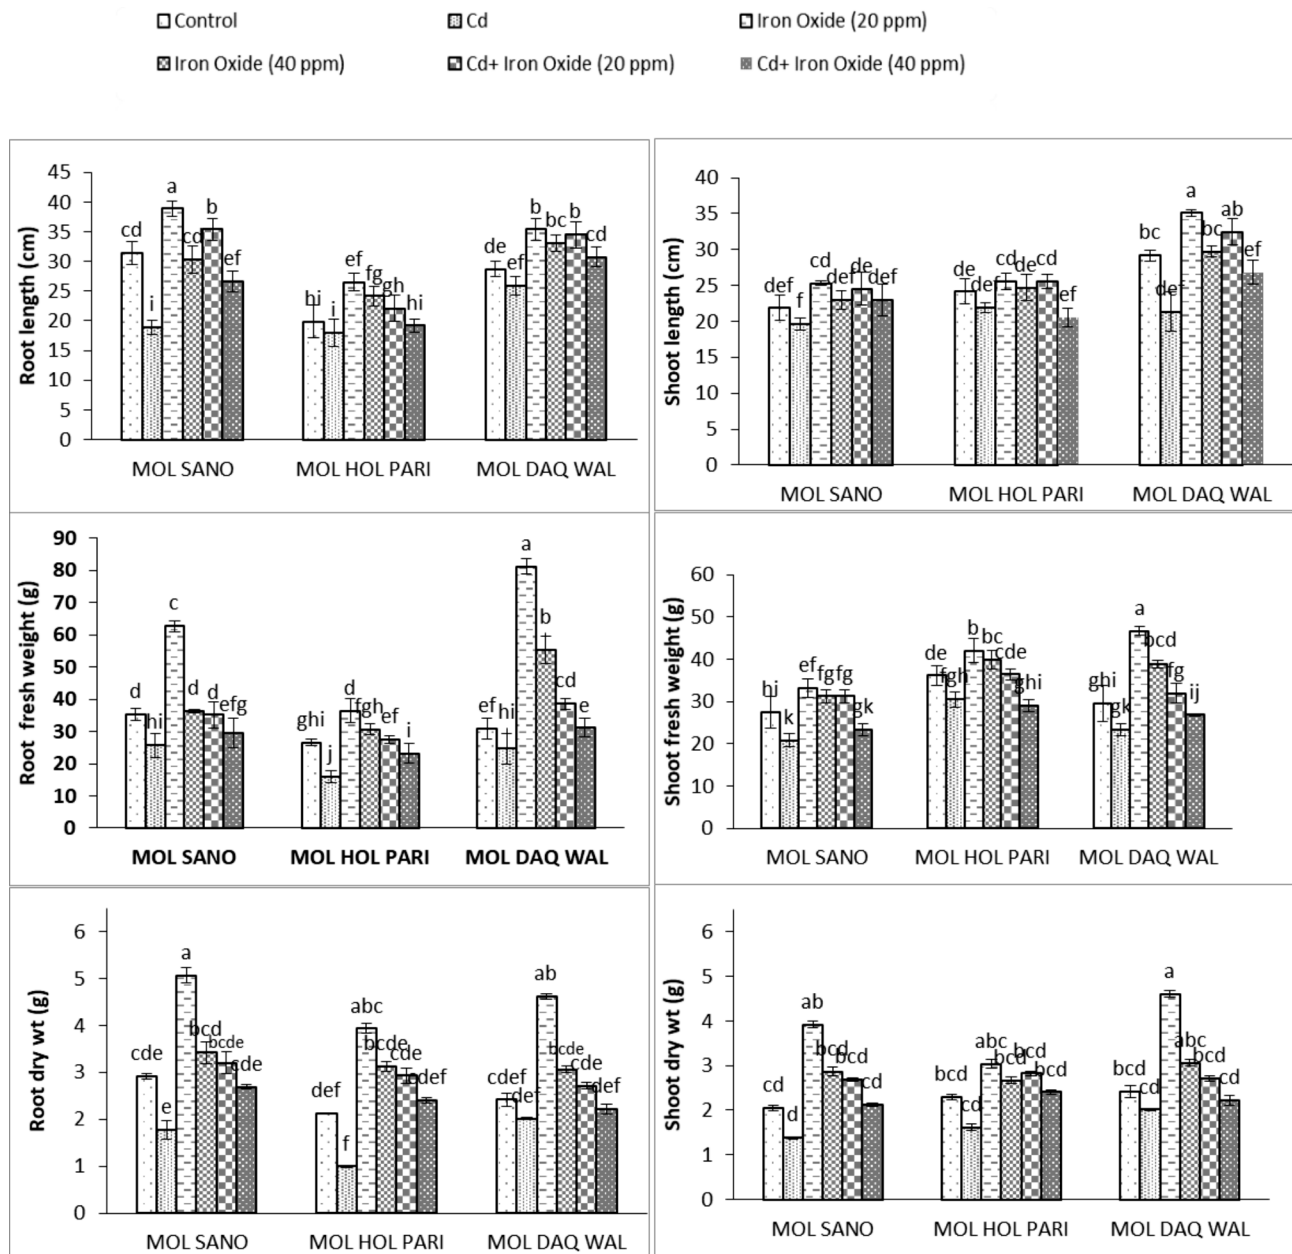 Control Cd Iron Oxide (20 ppm)
Iron Oxide (40 ppm) Cd+ Iron Oxide (20 ppm) Cd+ Iron Oxide (40 ppm)
Root length (cm)
45
40
35
30
25
20
15
10
5
0
cd i a cd b ef
hi i ef fg gh hi
de ef b bc b cd
MOL SANO MOL HOL PARI MOL DAQ WAL
Shoot length (cm)
40
35
30
25
20
15
10
5
0
def f cd def de def
de def cd de cd ef
bc def a bc ab ef
MOL SANO MOL HOL PARI MOL DAQ WAL
Root fresh weight (g)
90
80
70
60
50
40
30
20
10
0
d hi c d d efg
ghi j d fgh ef i
ef hi a b cd e
MOL SANO MOL HOL PARI MOL DAQ WAL
Shoot fresh weight (g)
60
50
40
30
20
10
0
hi k ef fg fg gk
de fgh b bc cde ghi
ghi gk a bcd fg ij
MOL SANO MOL HOL PARI MOL DAQ WAL
Root dry wt (g)
6
5
4
3
2
1
0
cde e a bcd bcde cde
def f abc bcde cde cdef
cdef def ab bcde cde def
MOL SANO MOL HOL PARI MOL DAQ WAL
Shoot dry wt (g)
6
5
4
3
2
1
0
cd d ab bcd bcd cd
bcd cd abc bcd bcd bcd
bcd cd a abc bcd cd
MOL SANO MOL HOL PARI MOL DAQ WAL